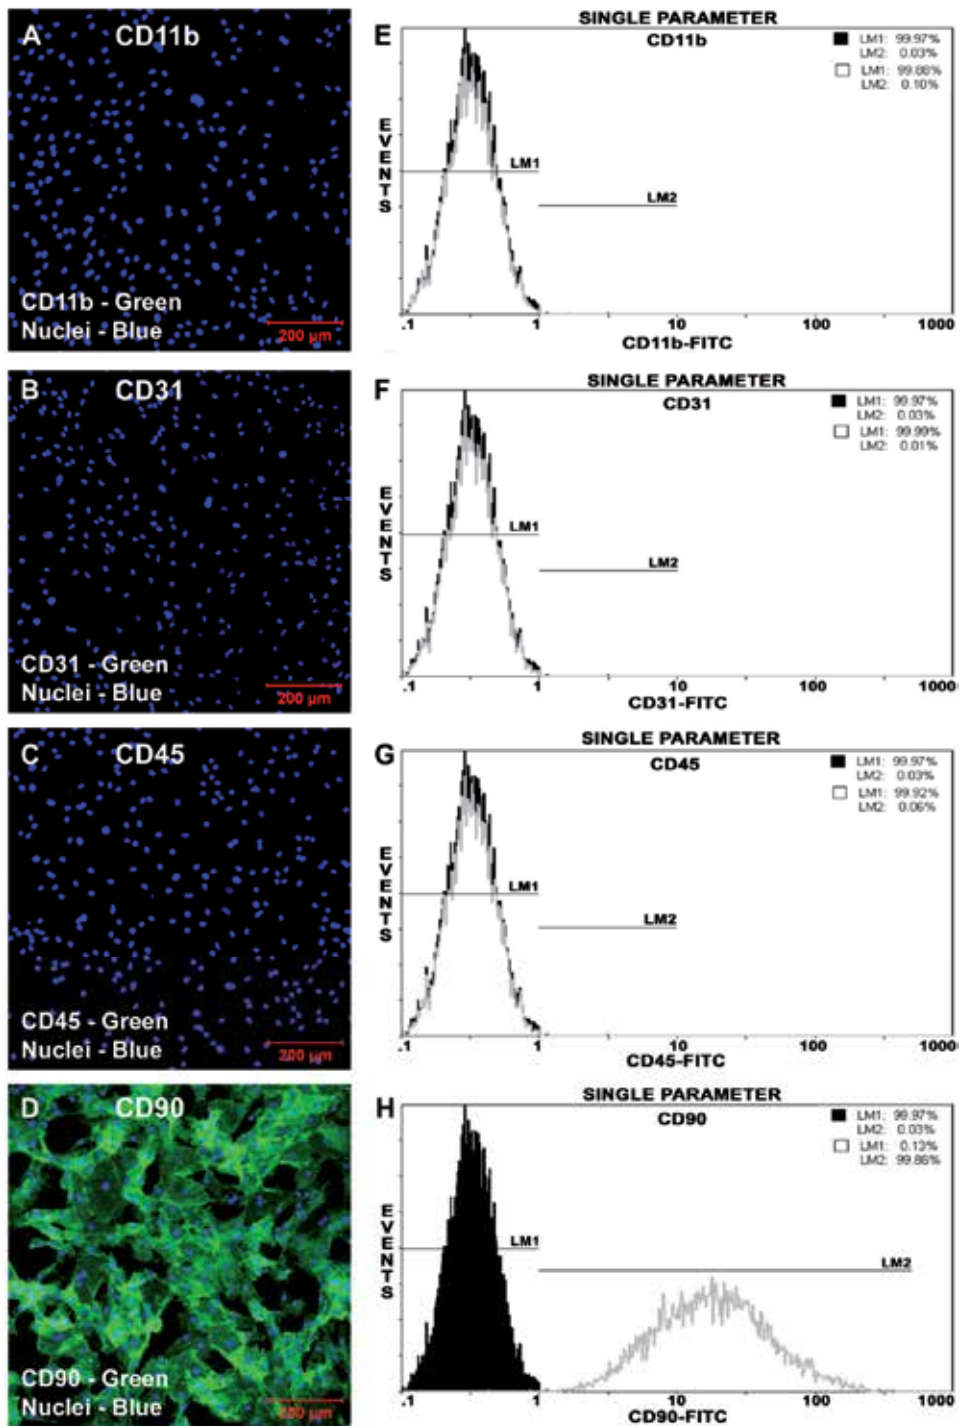 A CD11b
CD11b - Green
Nuclei - Blue
200 µm
E SINGLE PARAMETER
CD11b
LM1: 99.97%
LM2: 0.03%
LM1: 99.88%
LM2: 0.10%
EVENTS
LM1
LM2
.1 1 10 100 1000
CD11b-FITC
B CD31
CD31 - Green
Nuclei - Blue
200 µm
F SINGLE PARAMETER
CD31
LM1: 99.97%
LM2: 0.03%
LM1: 99.99%
LM2: 0.01%
EVENTS
LM1
LM2
.1 1 10 100 1000
CD31-FITC
C CD45
CD45 - Green
Nuclei - Blue
200 µm
G SINGLE PARAMETER
CD45
LM1: 99.97%
LM2: 0.03%
LM1: 99.92%
LM2: 0.06%
EVENTS
LM1
LM2
.1 1 10 100 1000
CD45-FITC
D CD90
CD90 - Green
Nuclei - Blue
200 µm
H SINGLE PARAMETER
CD90
LM1: 99.97%
LM2: 0.03%
LM1: 0.13%
LM2: 99.86%
EVENTS
LM1
LM2
.1 1 10 100 1000
CD90-FITC